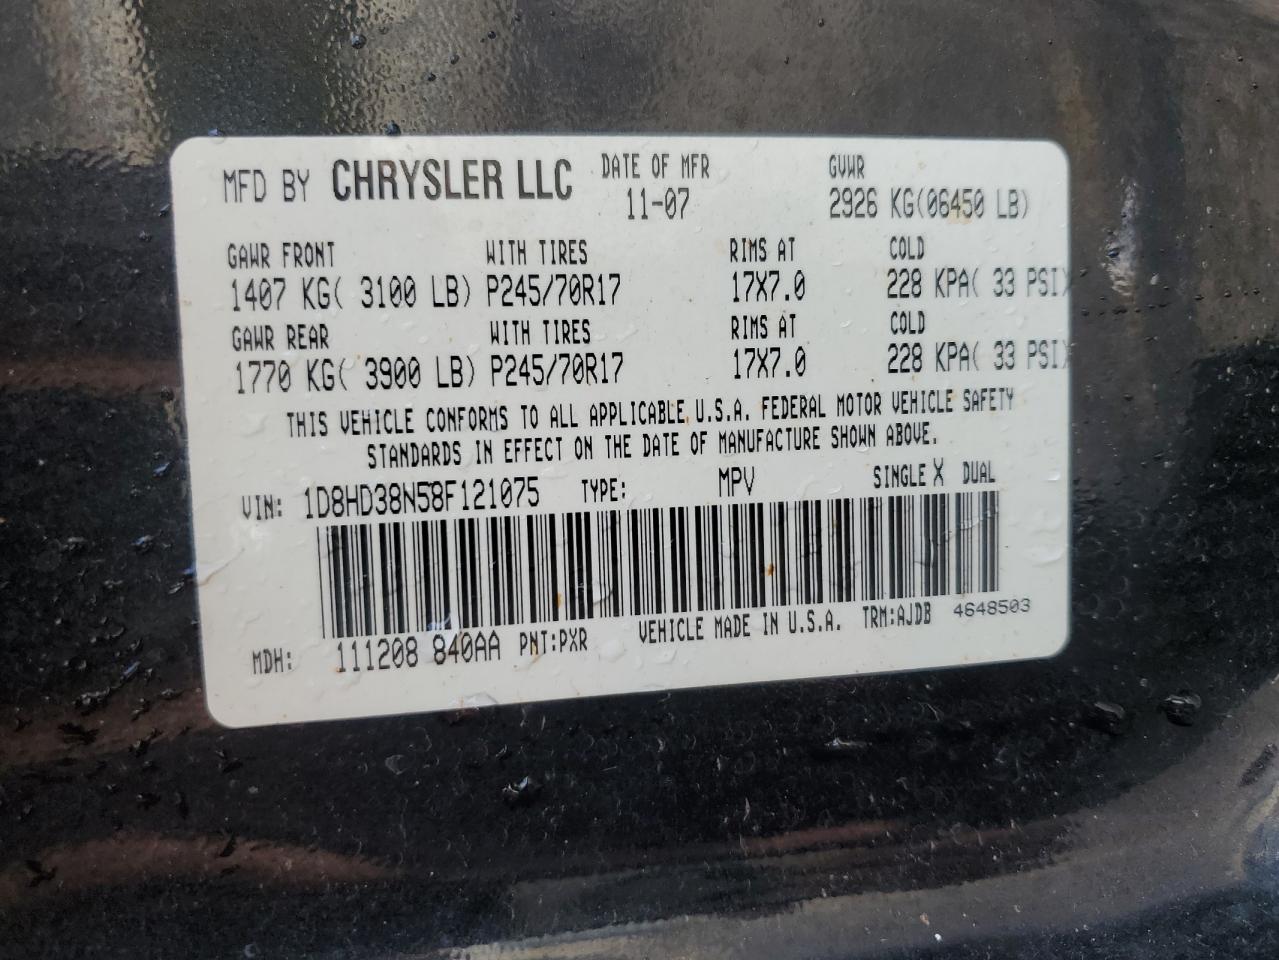 MFD BY CHRYSLER LLC DATE OF MFR GVWR
11-07 2926 KG(06450 LB)
GAWR FRONT WITH TIRES RIMS AT COLD
1407 KG( 3100 LB) P245/70R17 17X7.0 228 KPA( 33 PSI)
GAWR REAR WITH TIRES RIMS AT COLD
1770 KG( 3900 LB) P245/70R17 17X7.0 228 KPA( 33 PSI)
THIS VEHICLE CONFORMS TO ALL APPLICABLE U.S.A. FEDERAL MOTOR VEHICLE SAFETY
STANDARDS IN EFFECT ON THE DATE OF MANUFACTURE SHOWN ABOVE.
VIN: 1D8HD38N58F121075 TYPE: MPV SINGLE X DUAL
MDH: 111208 840AA PNT:PXR VEHICLE MADE IN U.S.A. TRM:AJDB 4648503